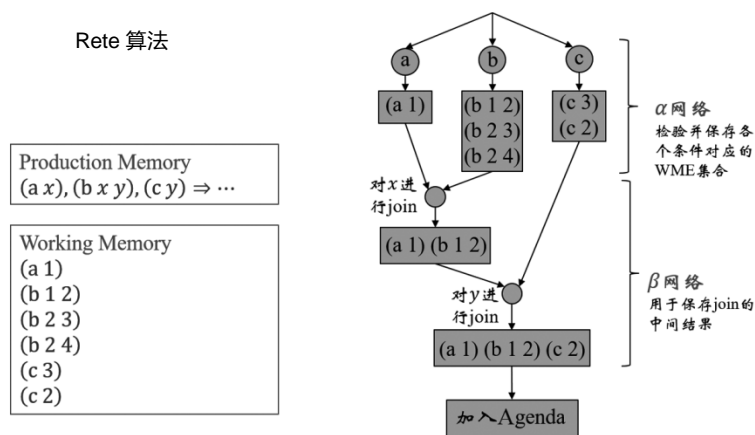 Rete 算法
Production Memory
(a x), (b x y), (c y) ⇒ ⋯
Working Memory
(a 1)
(b 1 2)
(b 2 3)
(b 2 4)
(c 3)
(c 2)
a
b
c
(a 1)
(b 1 2)
(b 2 3)
(b 2 4)
(c 3)
(c 2)
α网络
检验并保存各
个条件对应的
WME集合
对x进
行join
(a 1) (b 1 2)
对y进
行join
β网络
用于保存join的
中间结果
(a 1) (b 1 2) (c 2)
加入Agenda